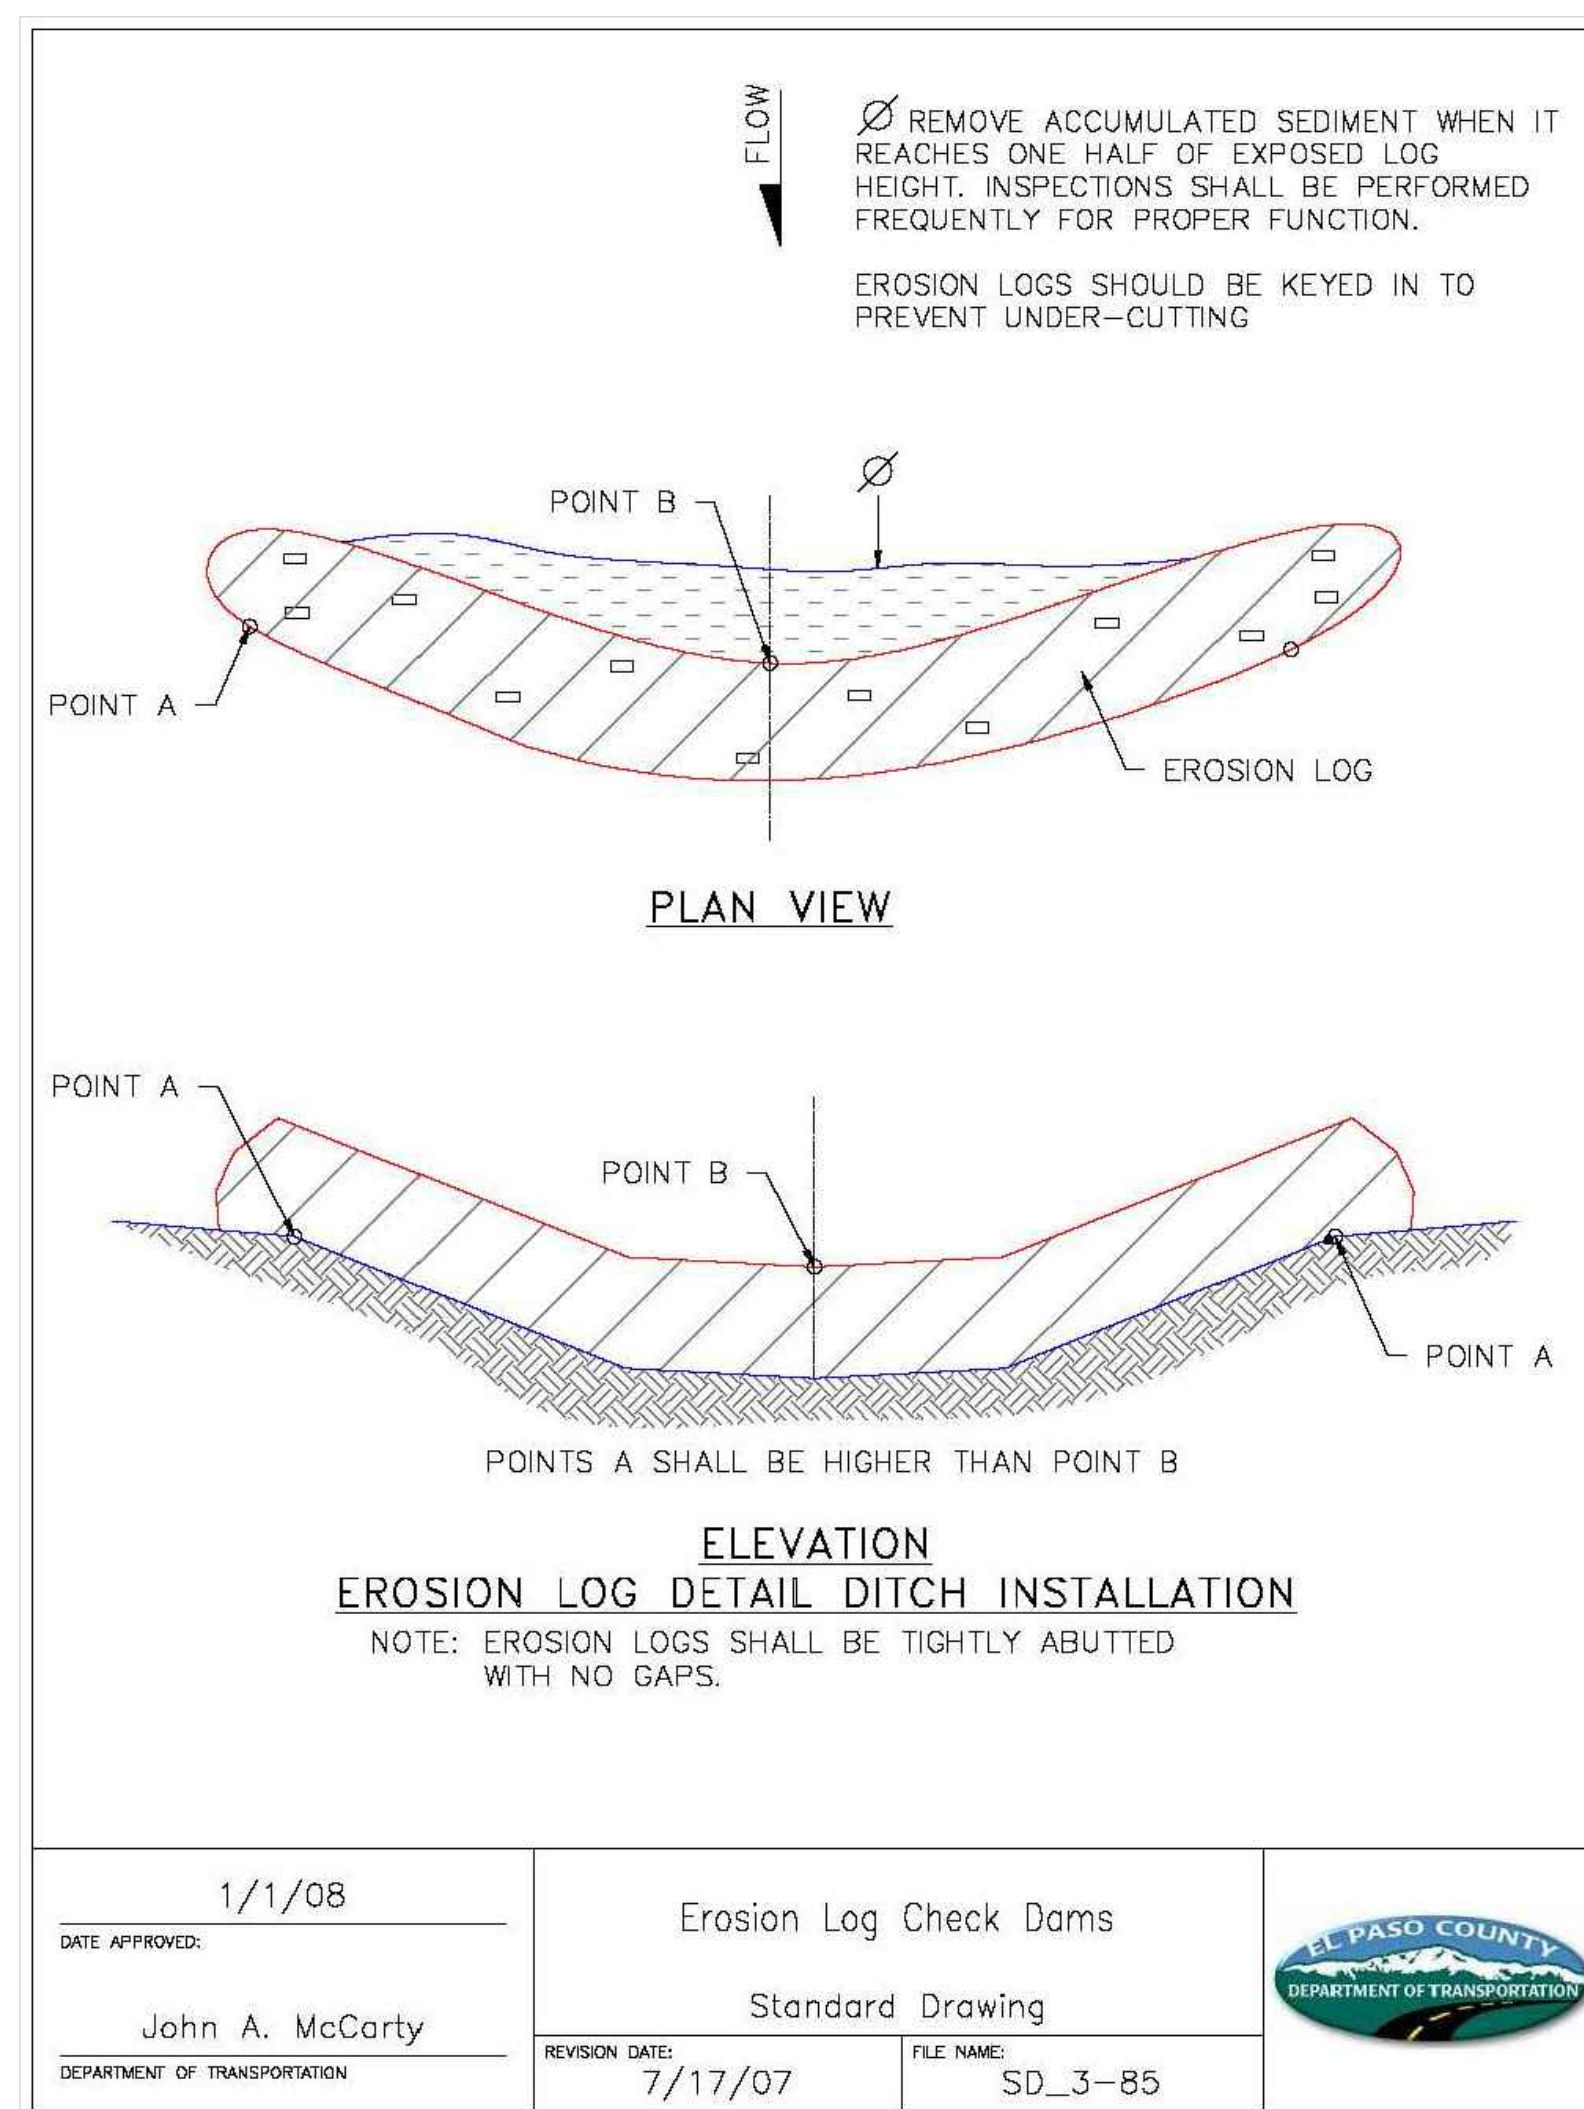 FLOW
Ø REMOVE ACCUMULATED SEDIMENT WHEN IT
REACHES ONE HALF OF EXPOSED LOG
HEIGHT. INSPECTIONS SHALL BE PERFORMED
FREQUENTLY FOR PROPER FUNCTION.
EROSION LOGS SHOULD BE KEYED IN TO
PREVENT UNDER-CUTTING
Ø
POINT B
POINT A
EROSION LOG
PLAN VIEW
POINT A
POINT B
POINT A
POINTS A SHALL BE HIGHER THAN POINT B
ELEVATION
EROSION LOG DETAIL DITCH INSTALLATION
NOTE: EROSION LOGS SHALL BE TIGHTLY ABUTTED
WITH NO GAPS.
1/1/08
DATE APPROVED:
John A. McCarty
DEPARTMENT OF TRANSPORTATION
Erosion Log Check Dams
Standard Drawing
REVISION DATE:
7/17/07
FILE NAME:
SD_3-85
EL PASO COUNTY
DEPARTMENT OF TRANSPORTATION